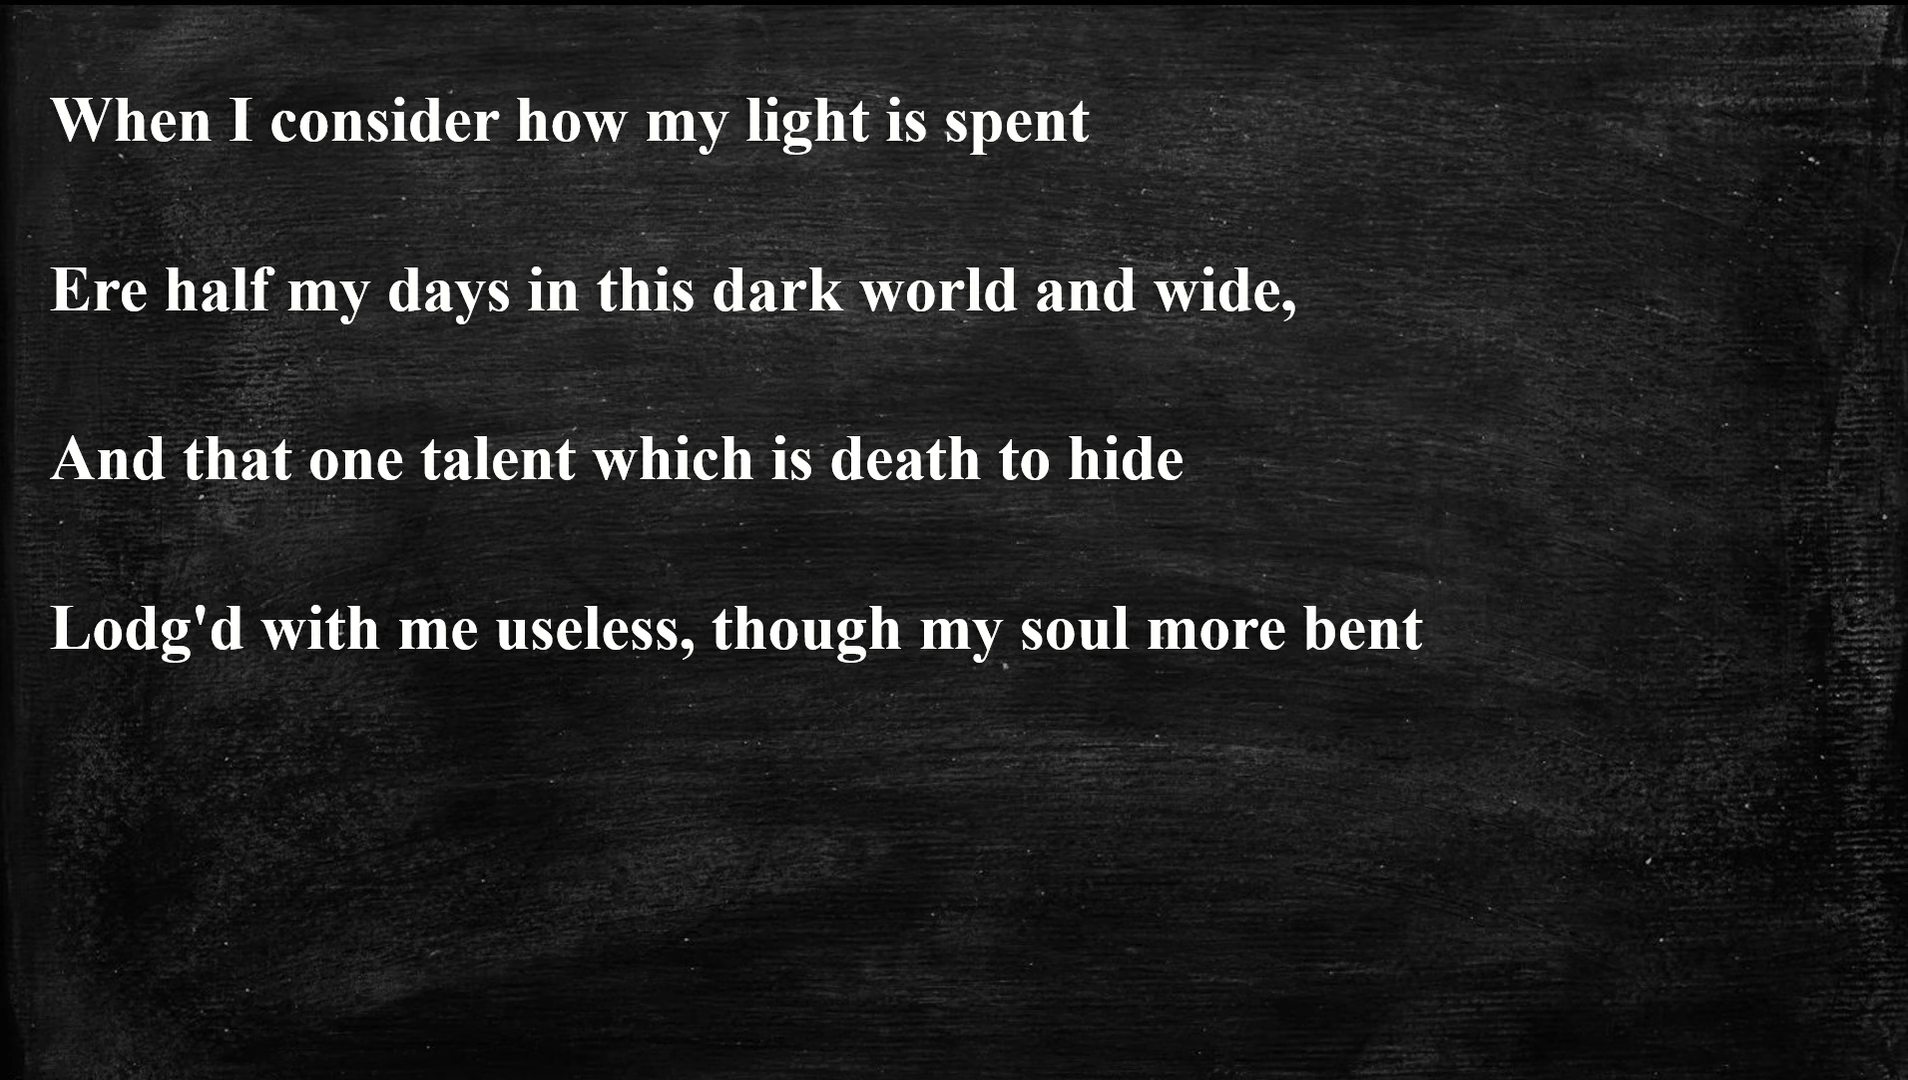 When I consider how my light is spent
Ere half my days in this dark world and wide,
And that one talent which is death to hide
Lodg'd with me useless, though my soul more bent